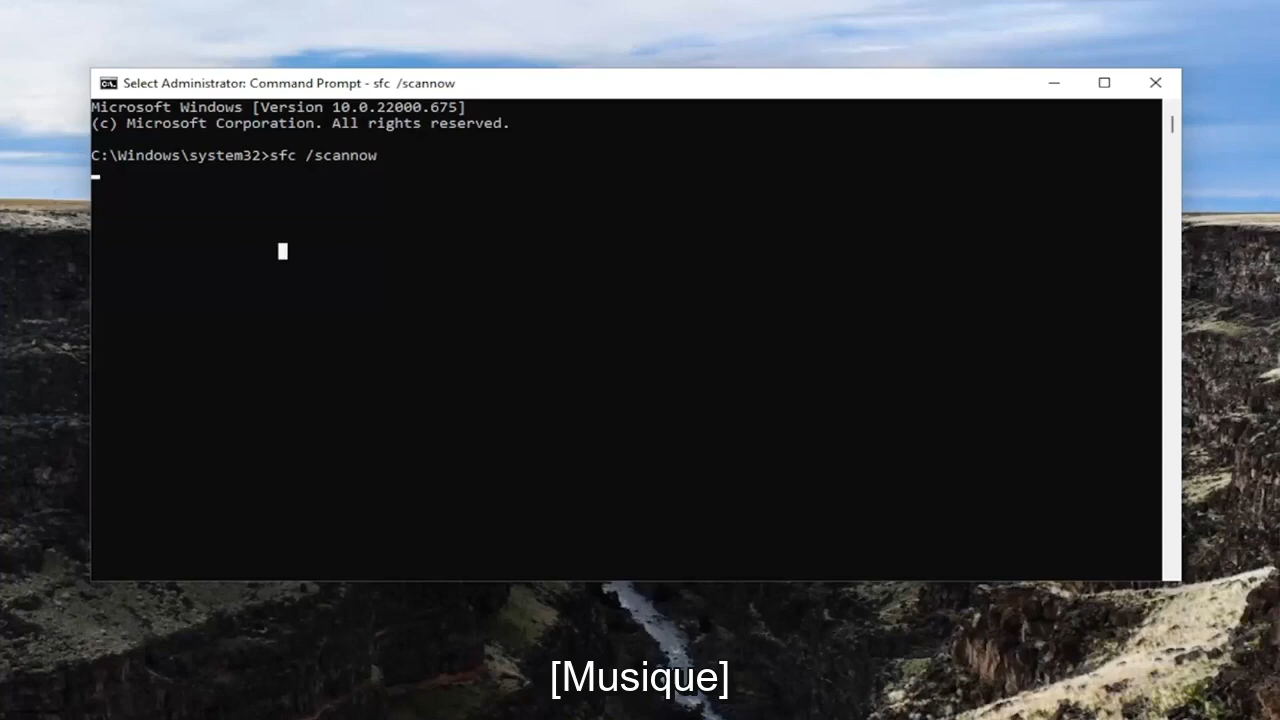 Select Administrator: Command Prompt - sfc /scannow
Microsoft Windows [Version 10.0.22000.675]
(c) Microsoft Corporation. All rights reserved.
C:\Windows\system32>sfc /scannow
[Musique]